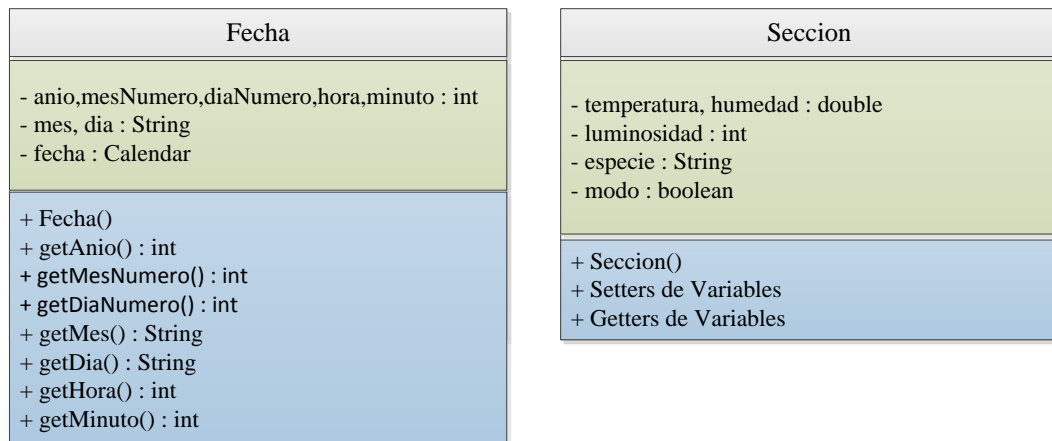 Fecha
- anio,mesNumero,diaNumero,hora,minuto : int
- mes, dia : String
- fecha : Calendar
+ Fecha()
+ getAnio() : int
+ getMesNumero() : int
+ getDiaNumero() : int
+ getMes() : String
+ getDia() : String
+ getHora() : int
+ getMinuto() : int
Seccion
- temperatura, humedad : double
- luminosidad : int
- especie : String
- modo : boolean
+ Seccion()
+ Setters de Variables
+ Getters de Variables